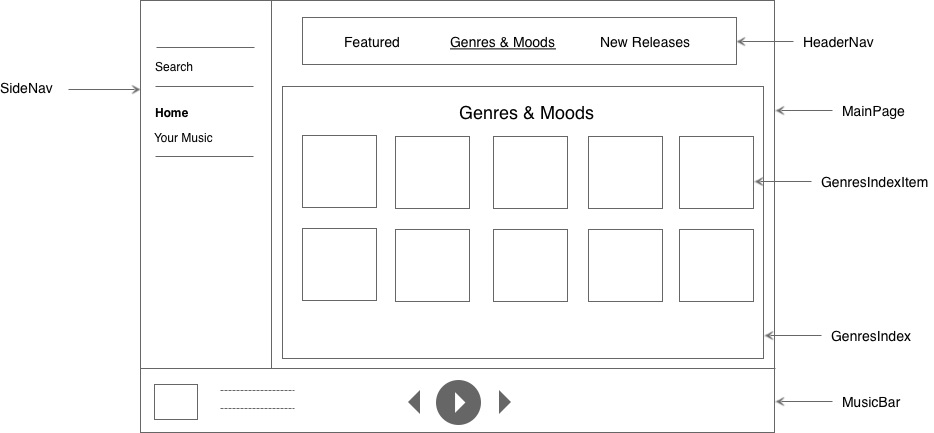 Featured
Genres & Moods
New Releases
HeaderNav
Search
SideNav
Home
Your Music
Genres & Moods
MainPage
GenresIndexItem
GenresIndex
MusicBar